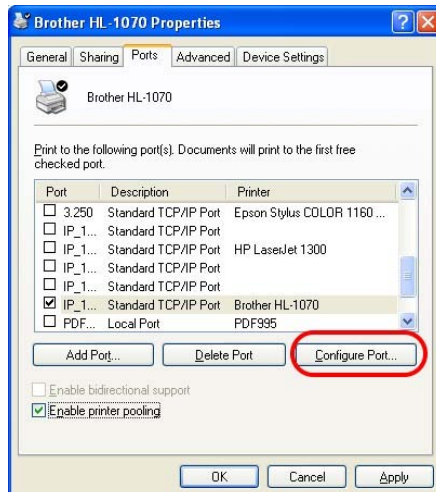 Brother HL-1070 Properties
General Sharing Ports Advanced Device Settings
Brother HL-1070
Print to the following port(s). Documents will print to the first free
checked port.
Port Description Printer
3.250 Standard TCP/IP Port Epson Stylus COLOR 1160 ...
IP_1... Standard TCP/IP Port
IP_1... Standard TCP/IP Port HP LaserJet 1300
IP_1... Standard TCP/IP Port
IP_1... Standard TCP/IP Port
IP_1... Standard TCP/IP Port Brother HL-1070
PDF... Local Port PDF995
Add Port... Delete Port Configure Port...
Enable bidirectional support
Enable printer pooling
OK Cancel Apply